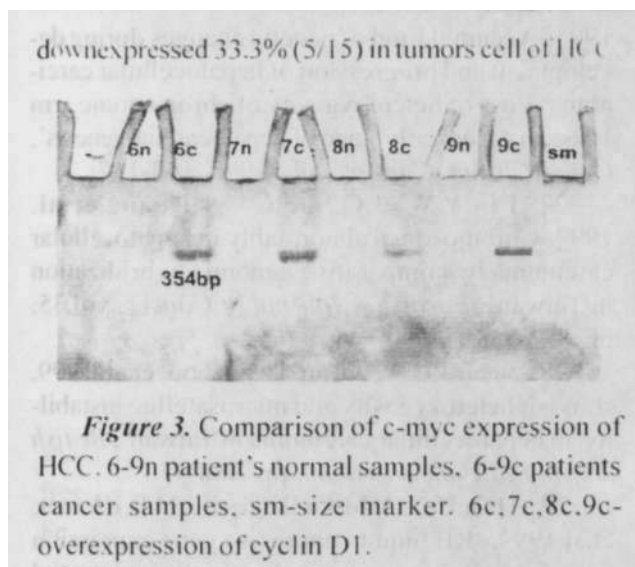 downexpressed 33.3% (5/15) in tumors cell of HCC
- 6n 6c 7n 7c 8n 8c 9n 9c sm
354bp
Figure 3. Comparison of c-myc expression of
HCC. 6-9n patient's normal samples. 6-9c patients
cancer samples. sm-size marker. 6c,7c,8c,9c-
overexpression of cyclin D1.